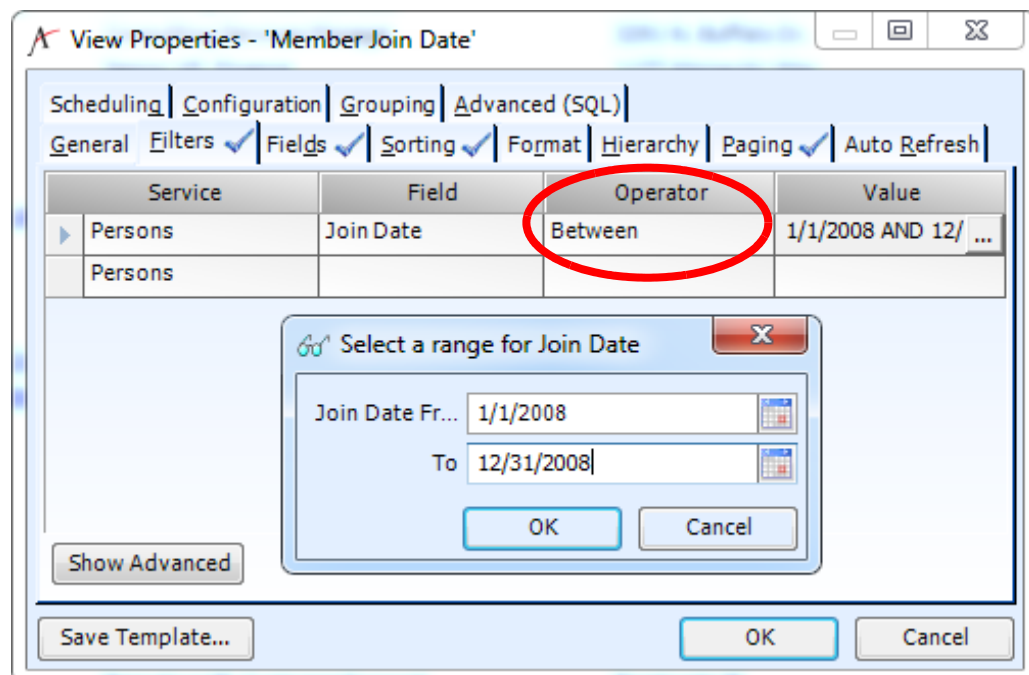 View Properties - 'Member Join Date'
Scheduling Configuration Grouping Advanced (SQL)
General Filters Fields Sorting Format Hierarchy Paging Auto Refresh
Service Field Operator Value
Persons Join Date Between 1/1/2008 AND 12/ ...
Persons
Select a range for Join Date
Join Date Fr... 1/1/2008
To 12/31/2008
OK Cancel
Show Advanced
Save Template... OK Cancel